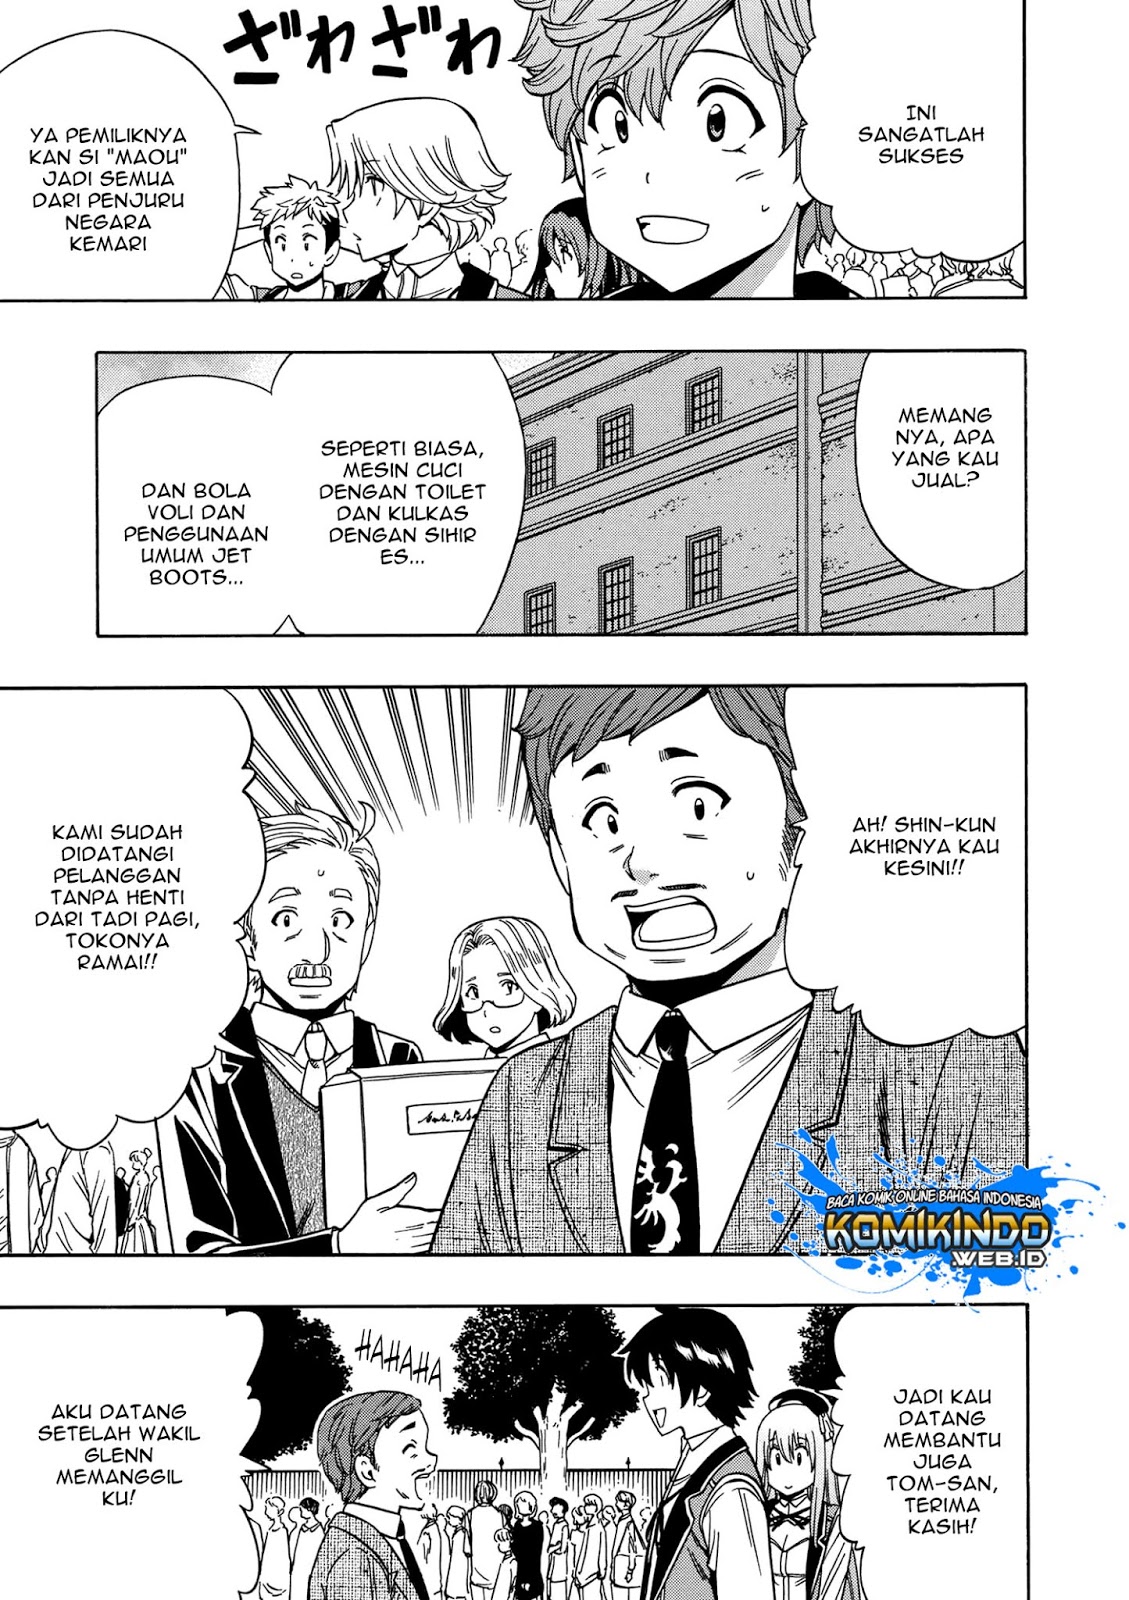 ざわざわ
INI
SANGATLAH
SUKSES
YA PEMILIKNYA
KAN SI "MAOU"
JADI SEMUA
DARI PENJURU
NEGARA
KEMARI
MEMANG
NYA, APA
YANG KAU
JUAL?
SEPERTI BIASA,
MESIN CUCI
DENGAN TOILET
DAN KULKAS
DENGAN SIHIR
ES...
DAN BOLA
VOLI DAN
PENGGUNAAN
UMUM JET
BOOTS...
AH! SHIN-KUN
AKHIRNYA KAU
KESINI!!
KAMI SUDAH
DIDATANGI
PELANGGAN
TANPA HENTI
DARI TADI PAGI,
TOKONYA
RAMAI!!
BACA KOMIK ONLINE BAHASA INDONESIA
KOMIKINDO
.WEB.ID
JADI KAU
DATANG
MEMBANTU
JUGA
TOM-SAN,
TERIMA
KASIH!
HAHAHA
AKU DATANG
SETELAH WAKIL
GLENN
MEMANGGIL
KU!